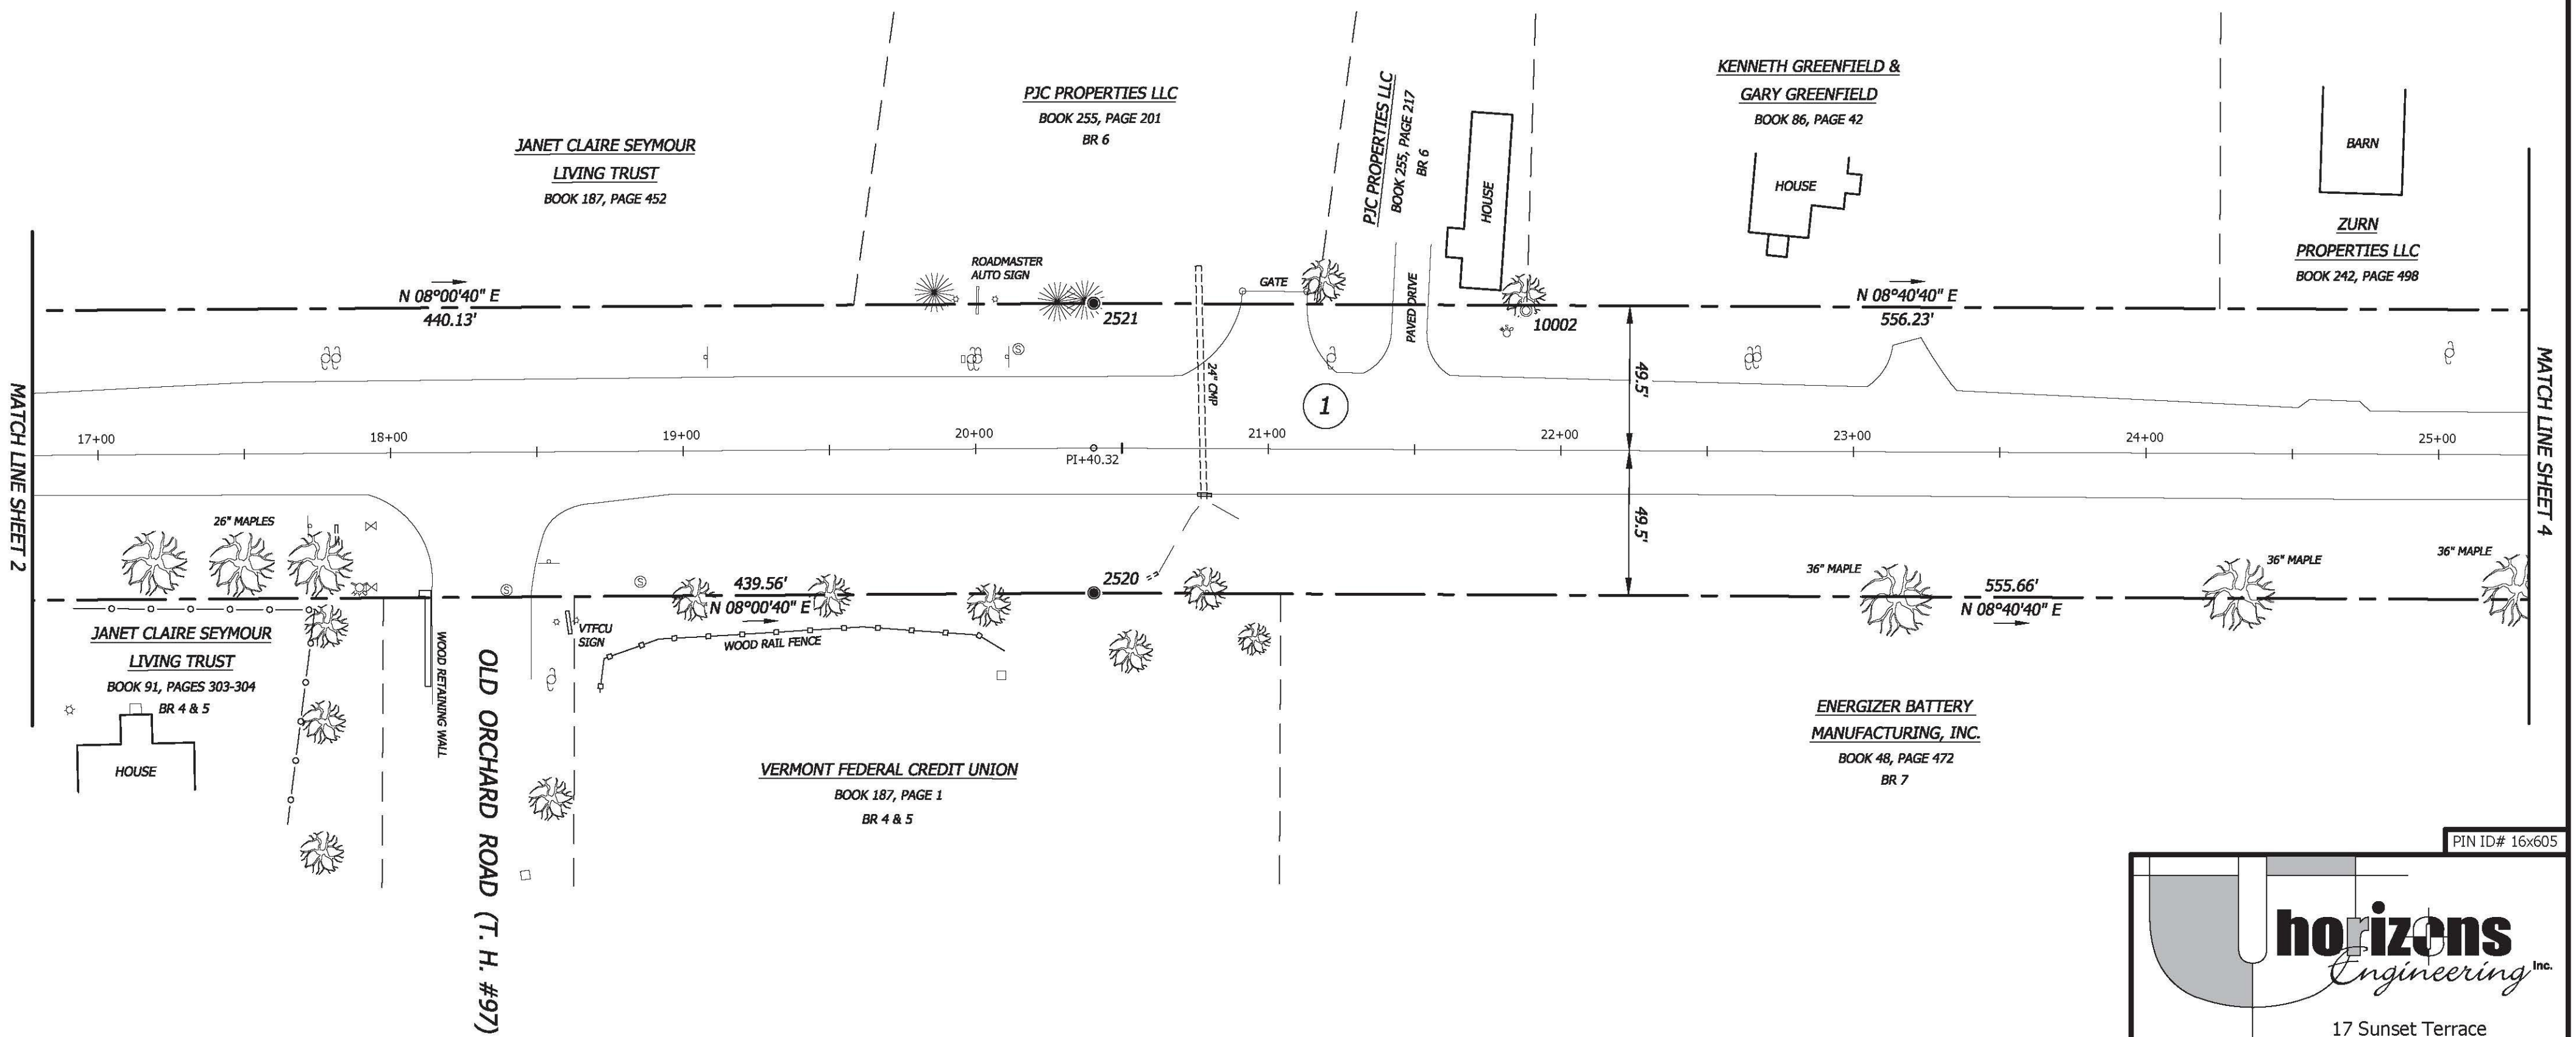 JANET CLAIRE SEYMOUR
LIVING TRUST
BOOK 187, PAGE 452
PJC PROPERTIES LLC
BOOK 255, PAGE 201
BR 6
PJC PROPERTIES LLC
BOOK 255, PAGE 217
BR 6
HOUSE
KENNETH GREENFIELD &
GARY GREENFIELD
BOOK 86, PAGE 42
HOUSE
BARN
ZURN
PROPERTIES LLC
BOOK 242, PAGE 498
ROADMASTER
AUTO SIGN
GATE
PAVED DRIVE
N 08°00'40" E
440.13'
2521
10002
N 08°40'40" E
556.23'
S
24" CMP
1
49.5'
49.5'
MATCH LINE SHEET 2
MATCH LINE SHEET 4
17+00
18+00
19+00
20+00
21+00
22+00
23+00
24+00
25+00
PI+40.32
26" MAPLES
S
S
439.56'
N 08°00'40" E
2520
36" MAPLE
36" MAPLE
36" MAPLE
555.66'
N 08°40'40" E
VTFCU
SIGN
WOOD RAIL FENCE
WOOD RETAINING WALL
JANET CLAIRE SEYMOUR
LIVING TRUST
BOOK 91, PAGES 303-304
BR 4 & 5
HOUSE
OLD ORCHARD ROAD (T. H. #97)
VERMONT FEDERAL CREDIT UNION
BOOK 187, PAGE 1
BR 4 & 5
ENERGIZER BATTERY
MANUFACTURING, INC.
BOOK 48, PAGE 472
BR 7
PIN ID# 16x605
horizons
Engineering Inc.
17 Sunset Terrace